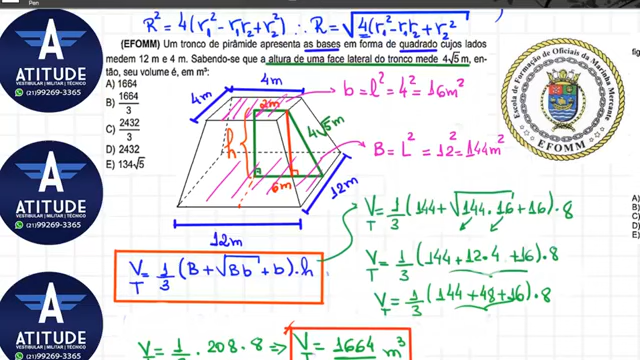 Pen
R² = 4(r₁² - r₁r₂ + r₂²) ∴ R = √4(r₁² - r₁r₂ + r₂²)
(EFOMM) Um tronco de pirâmide apresenta as bases em forma de quadrado cujos lados
medem 12 m e 4 m. Sabendo-se que a altura de uma face lateral do tronco mede 4√5 m, en-
tão, seu volume é, em m³:
A) 1664
B) 1664/3
C) 2432/3
D) 2432
E) 134√5
4m
4m
2m
h
4√5m
6m
12m
12m
b = l² = 4² = 16m²
B = L² = 12² = 144m²
V_T = 1/3 (B + √Bb + b) · h
V_T = 1/3 (144 + √144 · 16 + 16) · 8
V_T = 1/3 (144 + 12 · 4 + 16) · 8
V_T = 1/3 (144 + 48 + 16) · 8
V_T = 1/3 · 208 · 8 ⇒ V_T = 1664/3 m³
ATITUDE
VESTIBULAR | MILITAR | TÉCNICO
(21) 99269-3365
ATITUDE
VESTIBULAR | MILITAR | TÉCNICO
(21) 99269-3365
ATITUDE
VESTIBULAR | MILITAR | TÉCNICO
(21) 99269-3365
Escola de Formação de Oficiais da Marinha Mercante
EFOMM
fig
A)
B)
C)
D)
E)